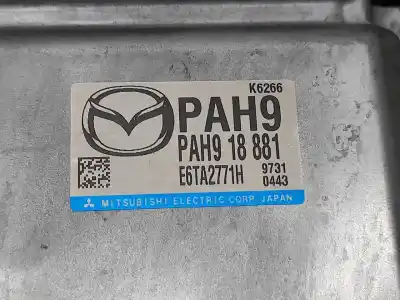 K6266
PAH9
PAH9 18 881
E6TA2771H 9731
0443
MITSUBISHI ELECTRIC CORP. JAPAN